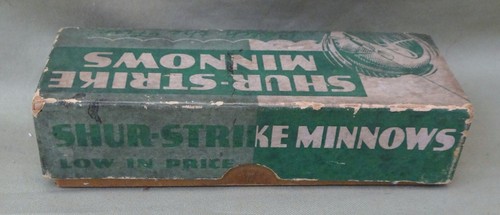 SHUR-STRIKE
MINNOWS
SHUR-STRIKE MINNOWS
LOW IN PRICE